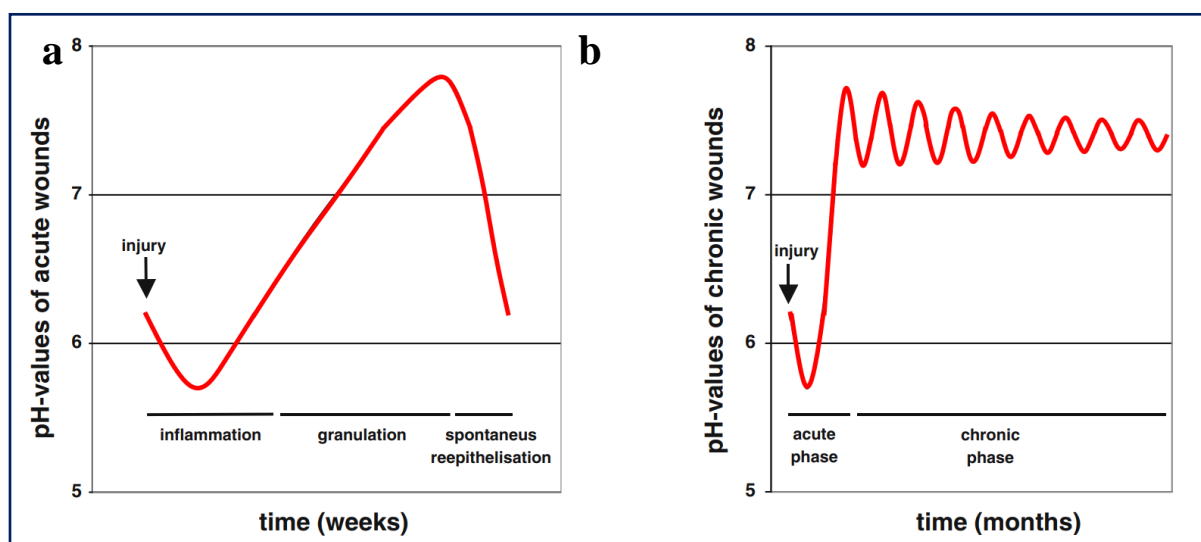 a
8
7
6
5
pH-values of acute wounds
injury
inflammation
granulation
spontaneus
reepithelisation
time (weeks)
b
8
7
6
5
pH-values of chronic wounds
injury
acute
phase
chronic
phase
time (months)